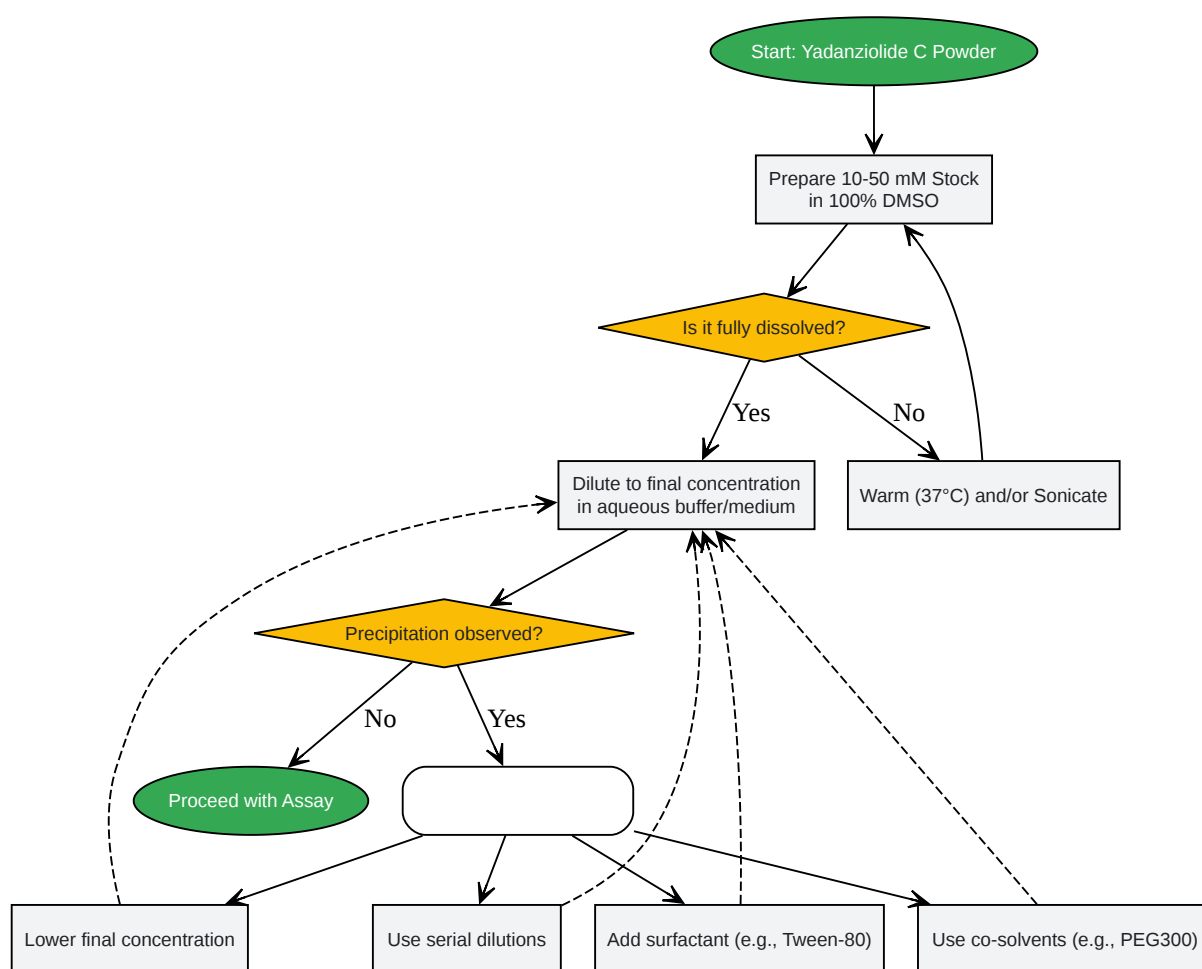 Start: Yadanziolide C Powder
Prepare 10-50 mM Stock
in 100% DMSO
Is it fully dissolved?
Yes
No
Dilute to final concentration
in aqueous buffer/medium
Warm (37°C) and/or Sonicate
Precipitation observed?
No
Yes
Proceed with Assay
Lower final concentration
Use serial dilutions
Add surfactant (e.g., Tween-80)
Use co-solvents (e.g., PEG300)